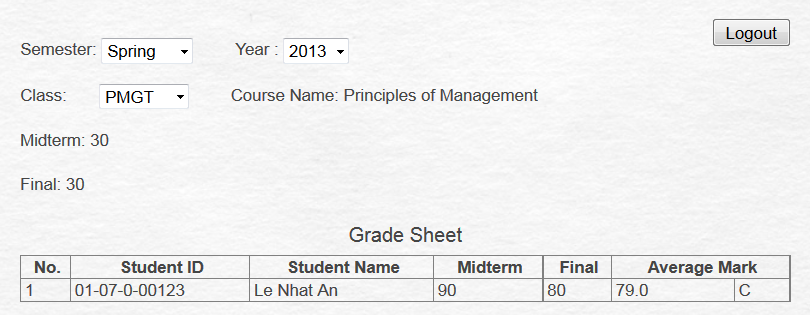 Logout
Semester: Spring Year : 2013
Class: PMGT Course Name: Principles of Management
Midterm: 30
Final: 30
Grade Sheet
No. Student ID Student Name Midterm Final Average Mark
1 01-07-0-00123 Le Nhat An 90 80 79.0 C